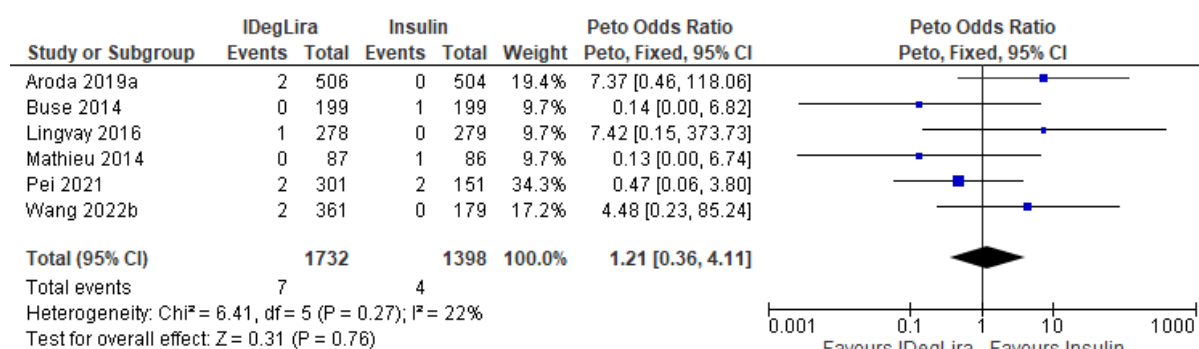 IDegLira Insulin Peto Odds Ratio Peto Odds Ratio
Study or Subgroup Events Total Events Total Weight Peto, Fixed, 95% CI Peto, Fixed, 95% CI
Aroda 2019a 2 506 0 504 19.4% 7.37 [0.46, 118.06]
Buse 2014 0 199 1 199 9.7% 0.14 [0.00, 6.82]
Lingvay 2016 1 278 0 279 9.7% 7.42 [0.15, 373.73]
Mathieu 2014 0 87 1 86 9.7% 0.13 [0.00, 6.74]
Pei 2021 2 301 2 151 34.3% 0.47 [0.06, 3.80]
Wang 2022b 2 361 0 179 17.2% 4.48 [0.23, 85.24]
Total (95% CI) 1732 1398 100.0% 1.21 [0.36, 4.11]
Total events 7 4
Heterogeneity: Chi² = 6.41, df = 5 (P = 0.27); I² = 22%
Test for overall effect: Z = 0.31 (P = 0.76)
0.001 0.1 1 10 1000
Favours IDegLira Favours Insulin